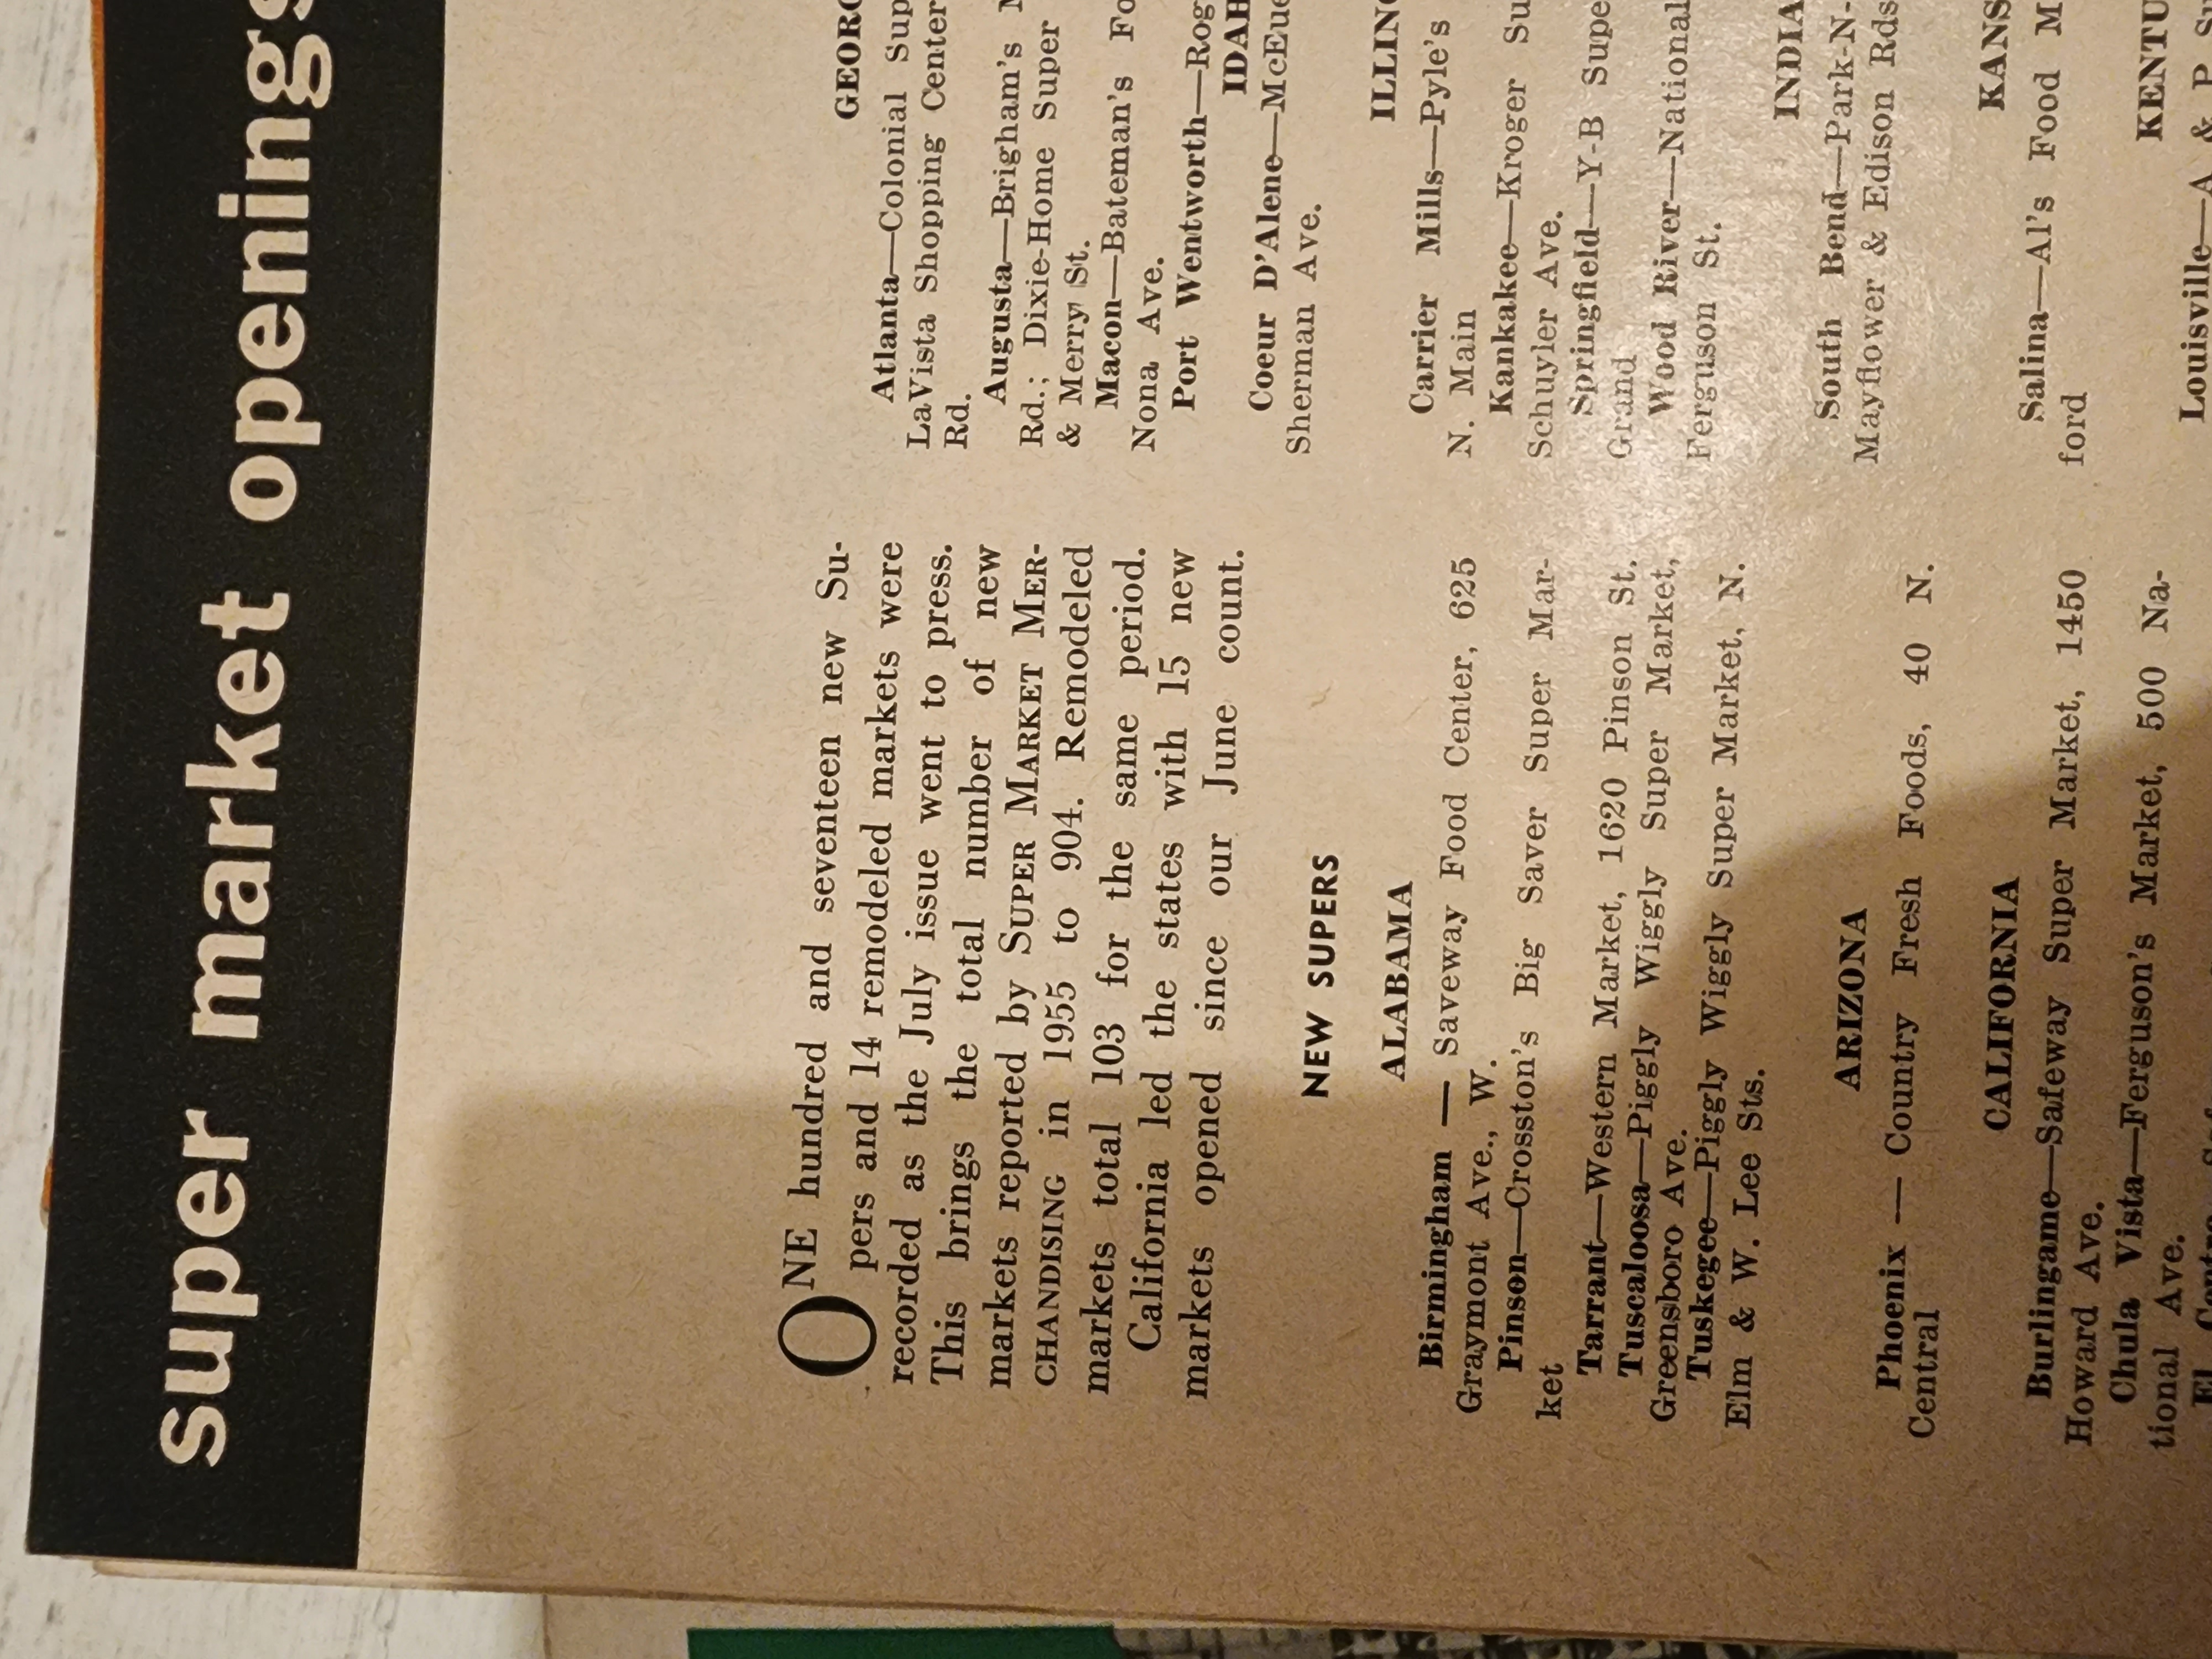 super market openings
ONE hundred and seventeen new Su-
pers and 14 remodeled markets were
recorded as the July issue went to press.
This brings the total number of new
markets reported by SUPER MARKET MER-
CHANDISING in 1955 to 904. Remodeled
markets total 103 for the same period.
California led the states with 15 new
markets opened since our June count.
NEW SUPERS
ALABAMA
Birmingham — Saveway Food Center, 625
Graymont Ave., W.
Pinson—Crosston's Big Saver Super Mar-
ket
Tarrant—Western Market, 1620 Pinson St.
Tuscaloosa—Piggly Wiggly Super Market,
Greensboro Ave.
Tuskegee—Piggly Wiggly Super Market, N.
Elm & W. Lee Sts.
ARIZONA
Phoenix — Country Fresh Foods, 40 N.
Central
CALIFORNIA
Burlingame—Safeway Super Market, 1450
Howard Ave.
Chula Vista—Ferguson's Market, 500 Na-
tional Ave.
GEORG
Atlanta—Colonial Sup
LaVista Shopping Center
Rd.
Augusta—Brigham's
Rd.; Dixie-Home Super
& Merry St.
Macon—Bateman's Fo
Nona Ave.
Port Wentworth—Rog
IDAH
Coeur D'Alene—McEue
Sherman Ave.
ILLINO
Carrier Mills—Pyle's
N. Main
Kankakee—Kroger Su
Schuyler Ave.
Springfield—Y-B Supe
Grand
Wood River—National
Ferguson St.
INDIA
South Bend—Park-N-
Mayflower & Edison Rds
KANS
Salina—Al's Food M
ford
KENTU
Louisville—A & P Su